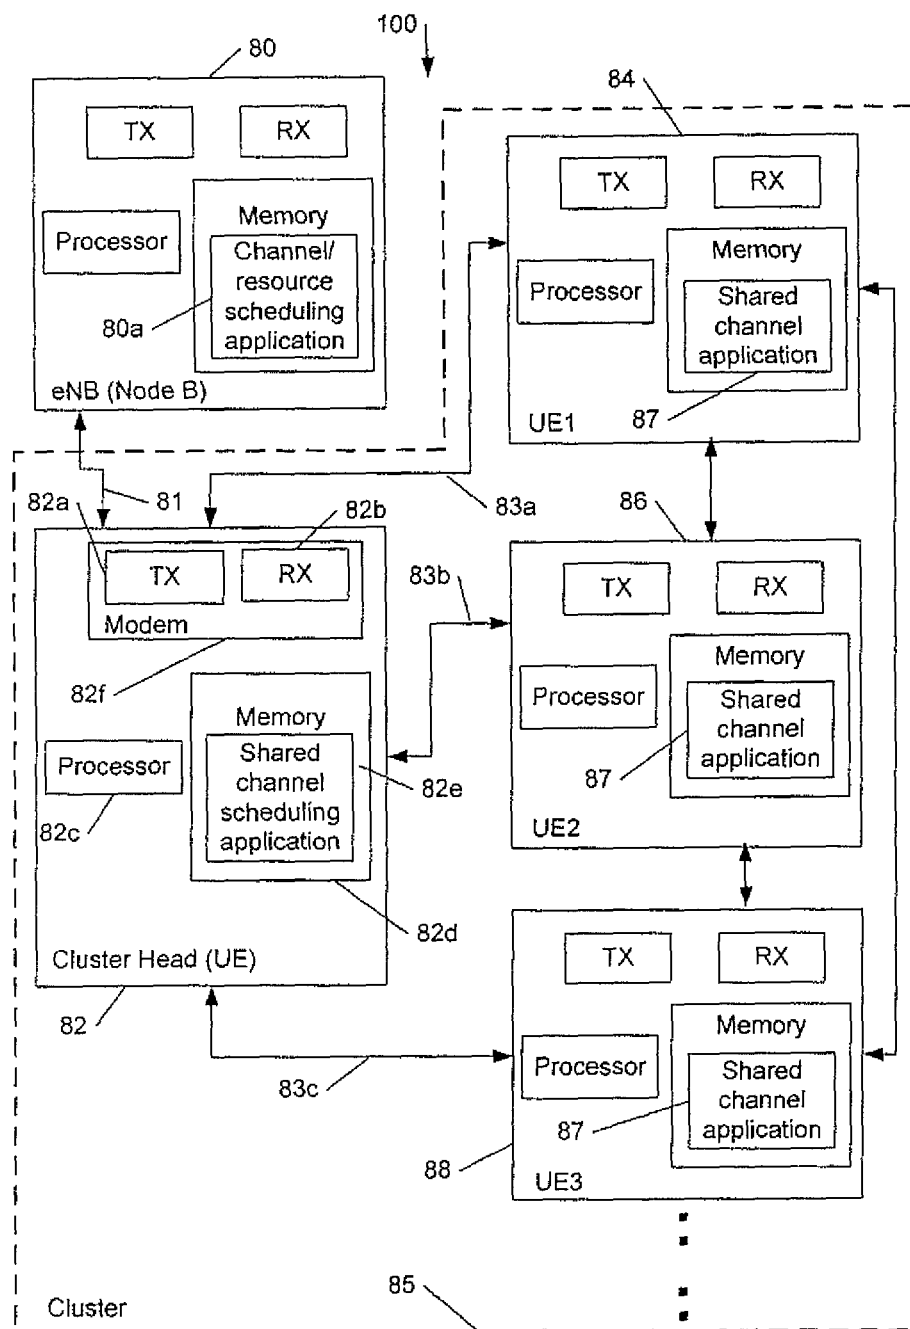 100
80
TX
RX
Processor
Memory
Channel/
resource
scheduling
application
80a
eNB (Node B)
84
TX
RX
Processor
Memory
Shared
channel
application
87
UE1
81
82a
82b
83a
TX
RX
Modem
82f
Processor
82c
Memory
Shared
channel
scheduling
application
82e
82d
Cluster Head (UE)
82
83b
86
TX
RX
Processor
Memory
Shared
channel
application
87
UE2
83c
TX
RX
Processor
Memory
Shared
channel
application
87
88
UE3
85
Cluster